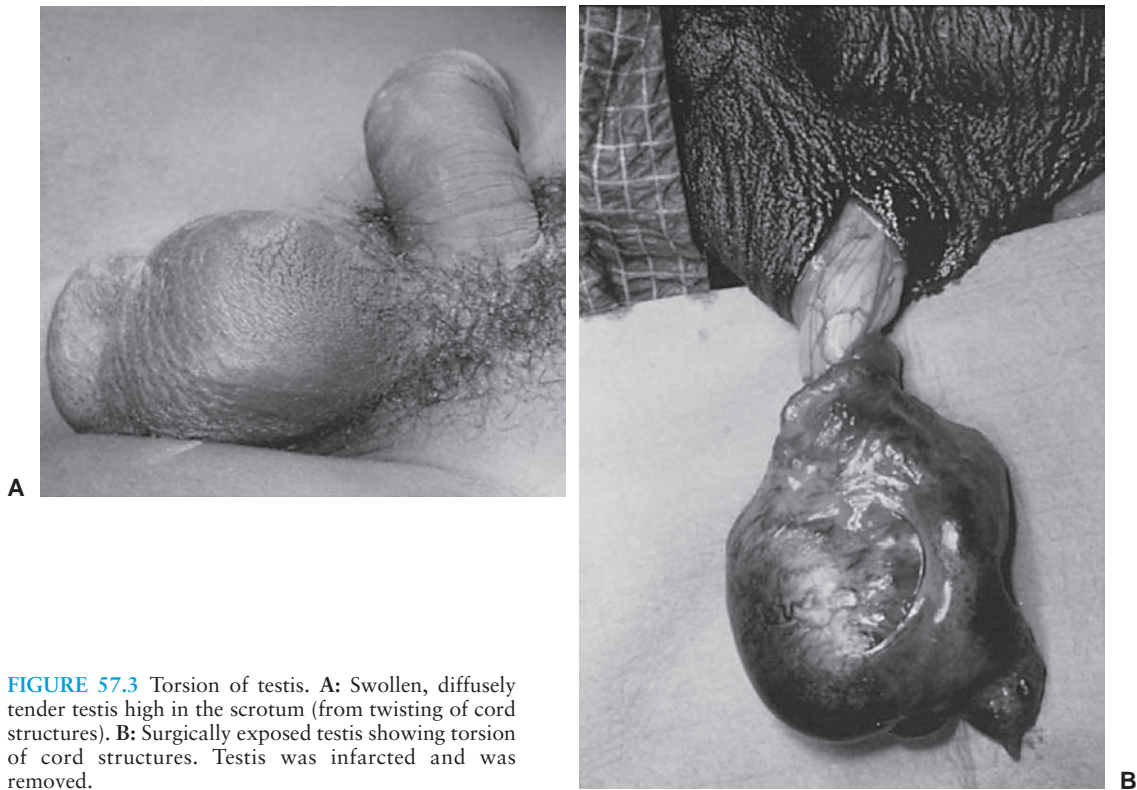 A
B
FIGURE 57.3 Torsion of testis. A: Swollen, diffusely
tender testis high in the scrotum (from twisting of cord
structures). B: Surgically exposed testis showing torsion
of cord structures. Testis was infarcted and was
removed.